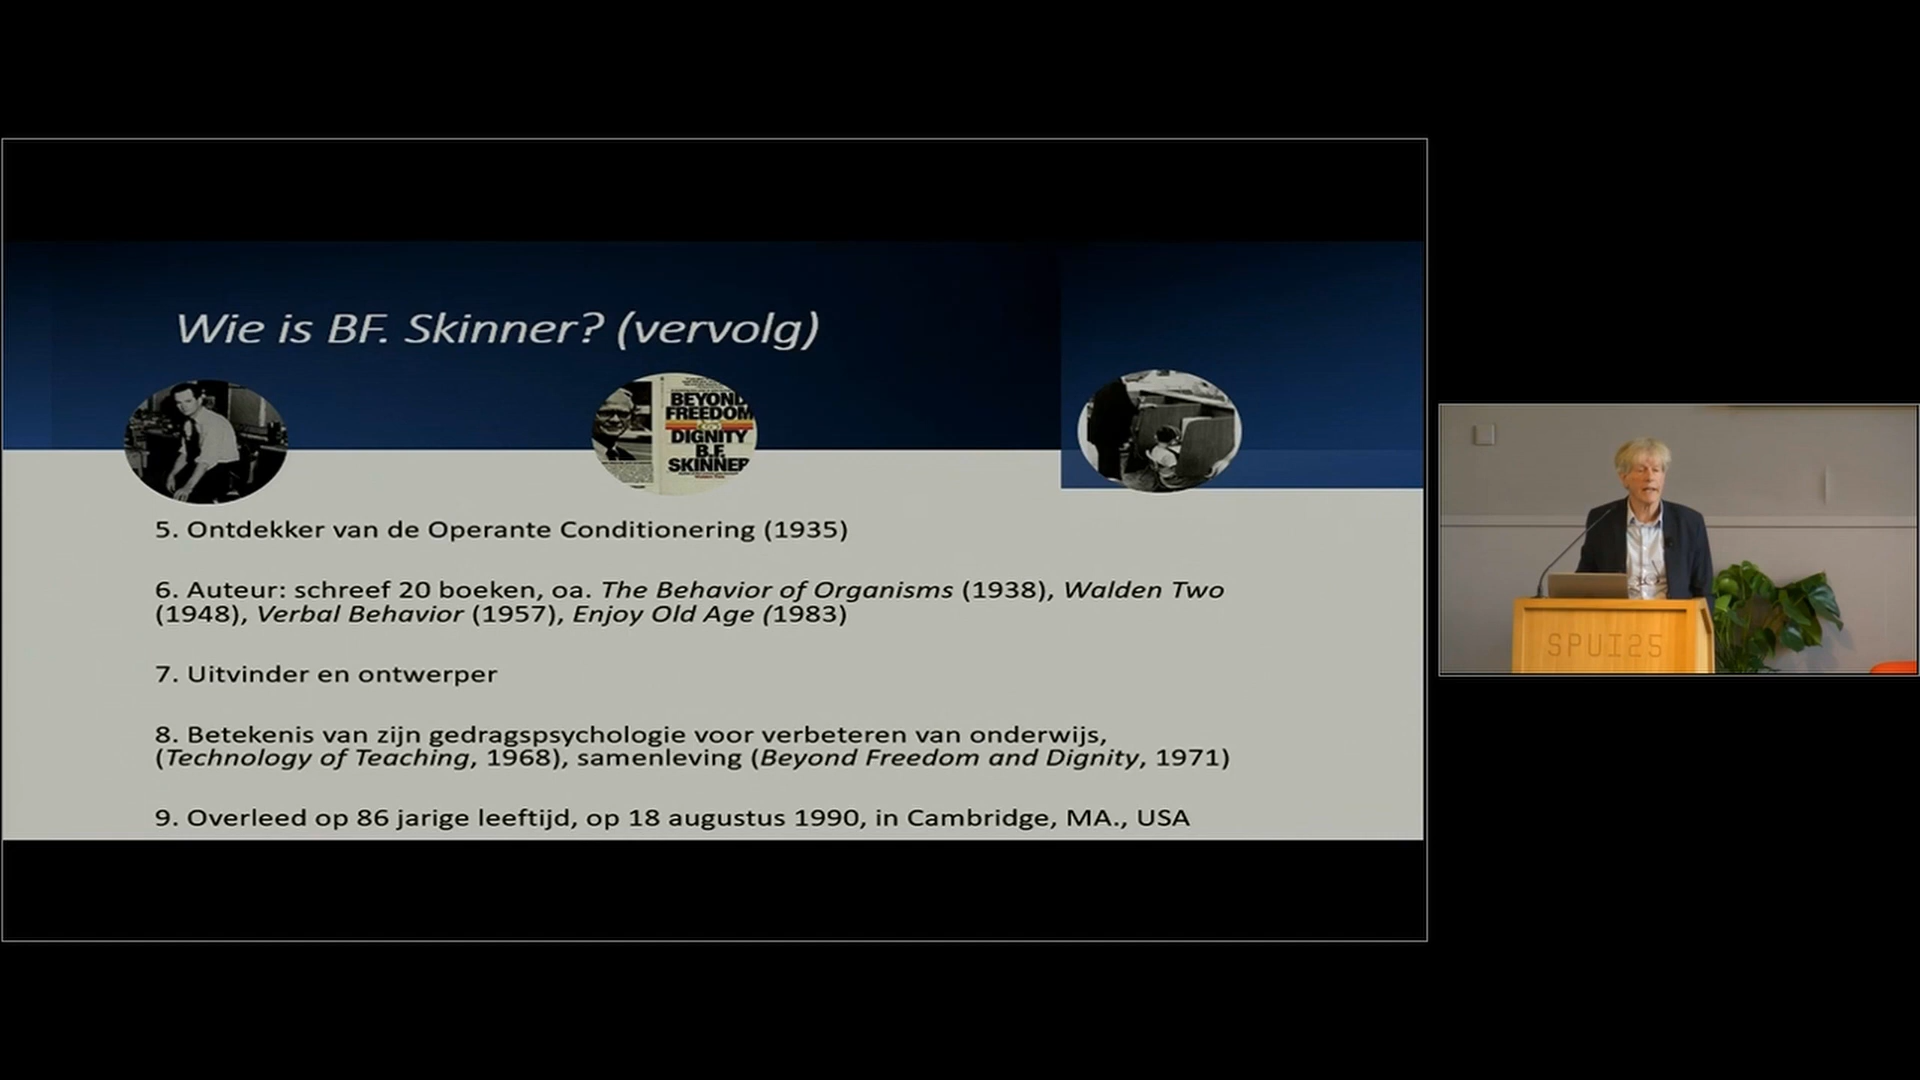 Wie is BF. Skinner? (vervolg)
BEYOND
FREEDOM
DIGNITY
B.F.
SKINNER
5. Ontdekker van de Operante Conditionering (1935)
6. Auteur: schreef 20 boeken, oa. The Behavior of Organisms (1938), Walden Two
(1948), Verbal Behavior (1957), Enjoy Old Age (1983)
7. Uitvinder en ontwerper
8. Betekenis van zijn gedragspsychologie voor verbeteren van onderwijs,
(Technology of Teaching, 1968), samenleving (Beyond Freedom and Dignity, 1971)
9. Overleed op 86 jarige leeftijd, op 18 augustus 1990, in Cambridge, MA., USA
SPUI25